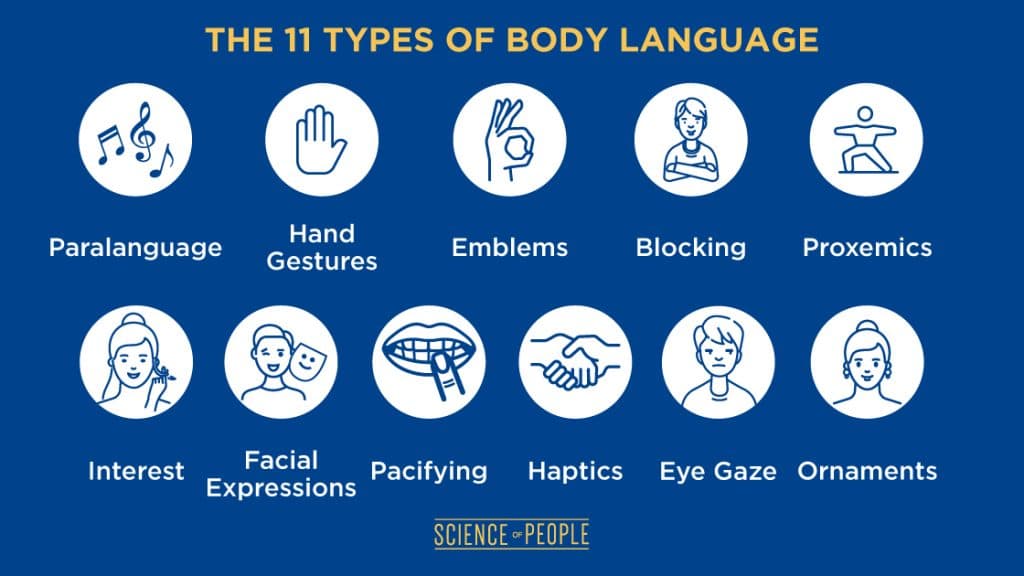 THE 11 TYPES OF BODY LANGUAGE
Paralanguage
Hand
Gestures
Emblems
Blocking
Proxemics
Interest
Facial
Expressions
Pacifying
Haptics
Eye Gaze
Ornaments
SCIENCE OF PEOPLE